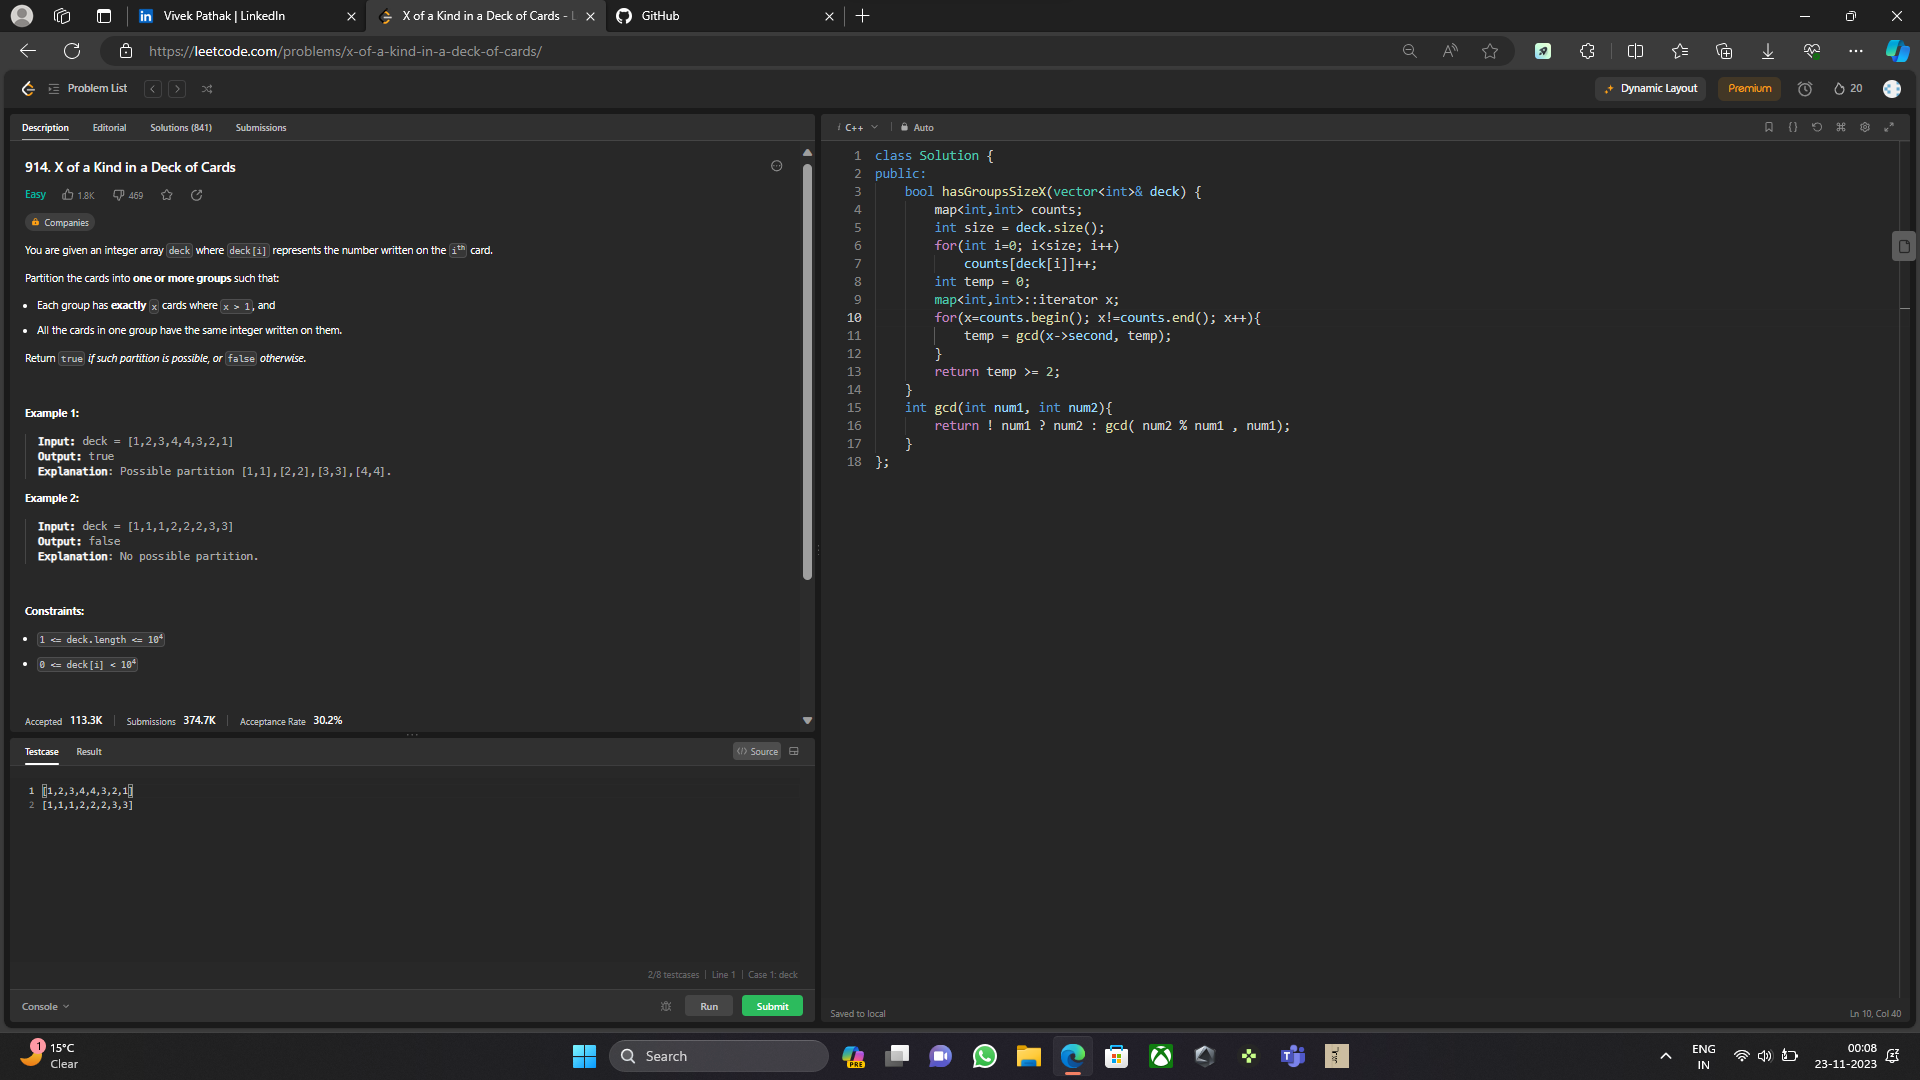 Vivek Pathak | LinkedIn
X of a Kind in a Deck of Cards - L
GitHub
https://leetcode.com/problems/x-of-a-kind-in-a-deck-of-cards/
Problem List
Dynamic Layout
Premium
20
Description
Editorial
Solutions (841)
Submissions
914. X of a Kind in a Deck of Cards
Easy
1.8K
469
Companies
You are given an integer array deck where deck[i] represents the number written on the ith card.
Partition the cards into one or more groups such that:
• Each group has exactly x cards where x > 1, and
• All the cards in one group have the same integer written on them.
Return true if such partition is possible, or false otherwise.
Example 1:
Input: deck = [1,2,3,4,4,3,2,1]
Output: true
Explanation: Possible partition [1,1],[2,2],[3,3],[4,4].
Example 2:
Input: deck = [1,1,1,2,2,2,3,3]
Output: false
Explanation: No possible partition.
Constraints:
• 1 <= deck.length <= 10^4
• 0 <= deck[i] < 10^4
Accepted 113.3K | Submissions 374.7K | Acceptance Rate 30.2%
Testcase
Result
</> Source
1 [1,2,3,4,4,3,2,1]
2 [1,1,1,2,2,2,3,3]
2/8 testcases | Line 1 | Case 1: deck
Console
Run
Submit
i C++
Auto
1 class Solution {
2 public:
3     bool hasGroupsSizeX(vector<int>& deck) {
4         map<int,int> counts;
5         int size = deck.size();
6         for(int i=0; i<size; i++)
7             counts[deck[i]]++;
8         int temp = 0;
9         map<int,int>::iterator x;
10         for(x=counts.begin(); x!=counts.end(); x++){
11             temp = gcd(x->second, temp);
12         }
13         return temp >= 2;
14     }
15     int gcd(int num1, int num2){
16         return ! num1 ? num2 : gcd( num2 % num1 , num1);
17     }
18 };
Saved to local
Ln 10, Col 40
1
15°C
Clear
Search
PRE
ENG
IN
00:08
23-11-2023